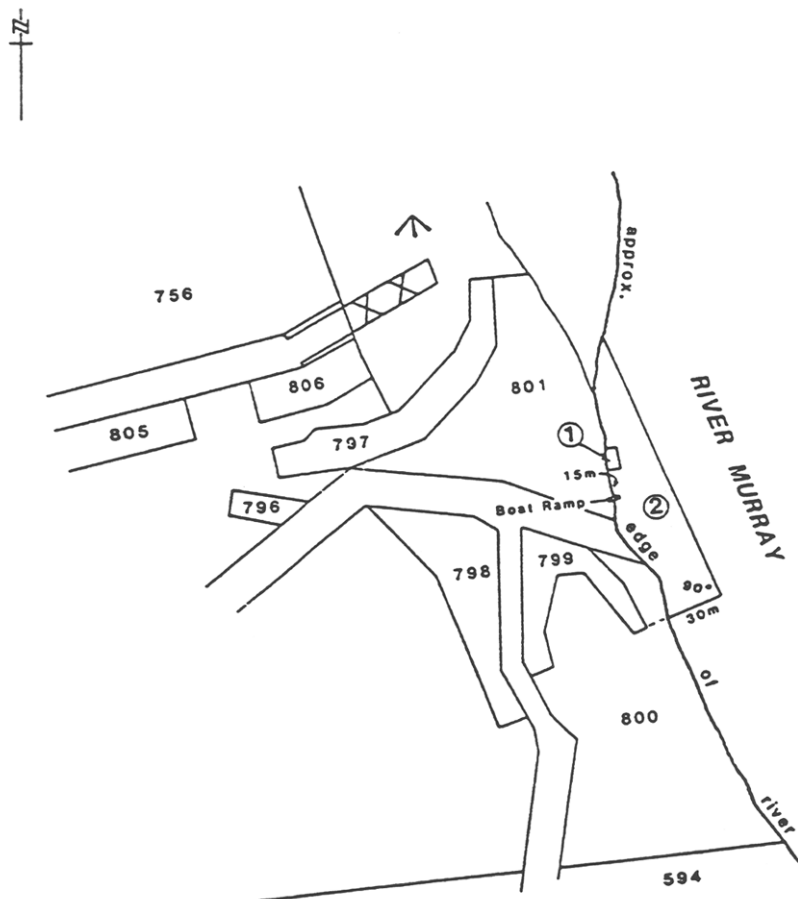 N
approx.
756
806
801
805
797
RIVER MURRAY
1
15m
796
Boat Ramp
2
edge
798
799
90°
30m
of
800
river
594